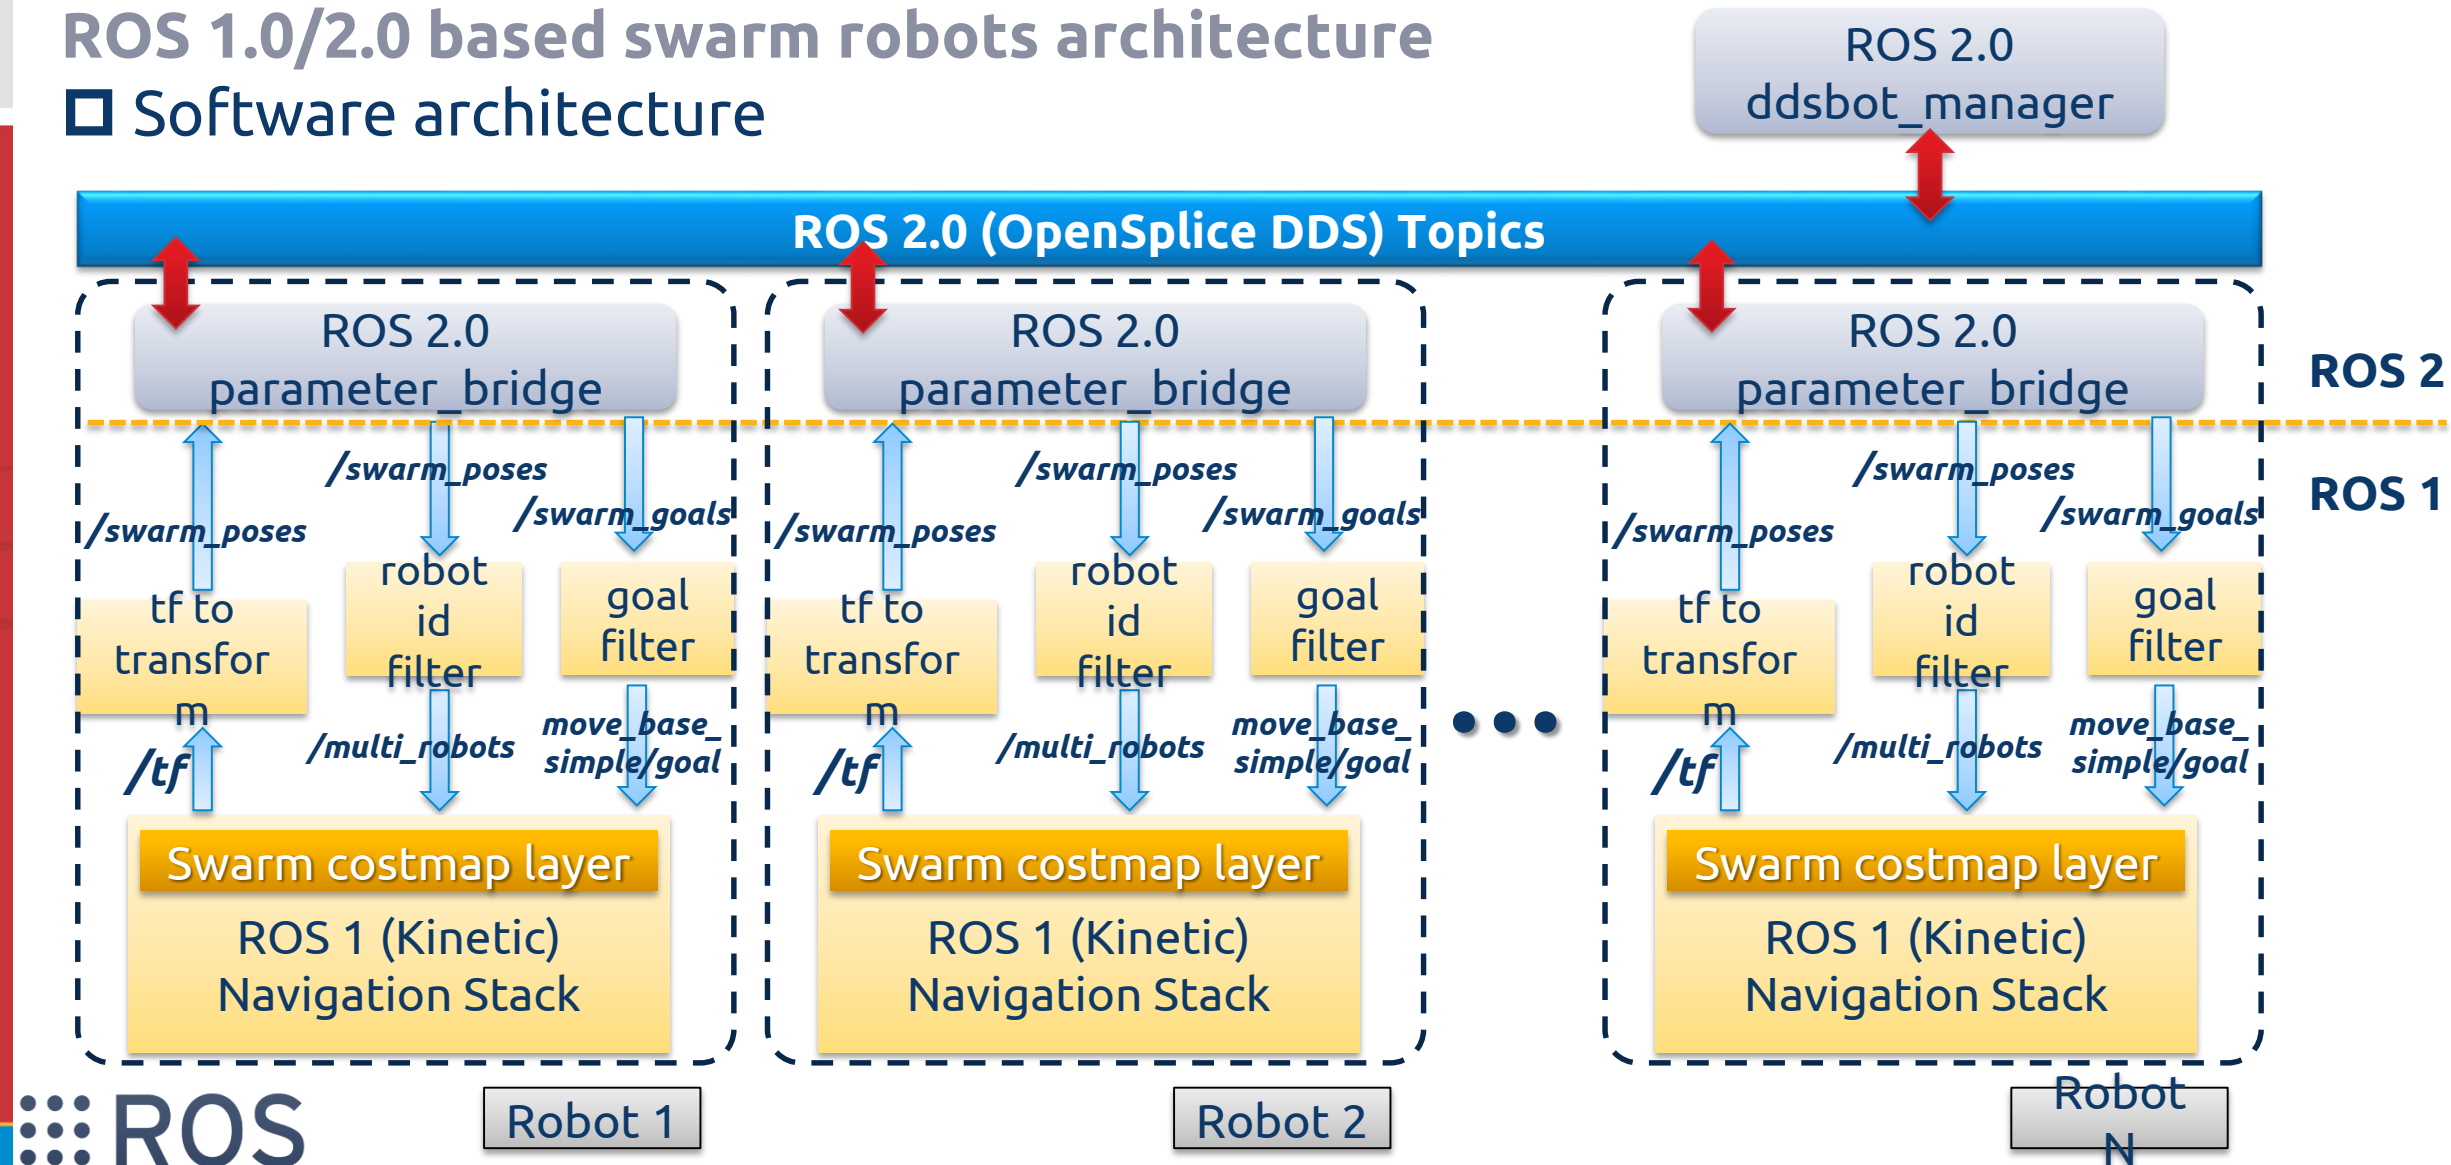 ROS 1.0/2.0 based swarm robots architecture
Software architecture
ROS 2.0
ddsbot_manager
ROS 2.0 (OpenSplice DDS) Topics
ROS 2.0
parameter_bridge
/swarm_poses
/swarm_poses
/swarm_goals
tf to
transfor
m
robot
id
filter
goal
filter
/tf
/multi_robots
move_base_
simple/goal
Swarm costmap layer
ROS 1 (Kinetic)
Navigation Stack
Robot 1
ROS 2.0
parameter_bridge
/swarm_poses
/swarm_poses
/swarm_goals
tf to
transfor
m
robot
id
filter
goal
filter
/tf
/multi_robots
move_base_
simple/goal
Swarm costmap layer
ROS 1 (Kinetic)
Navigation Stack
Robot 2
•••
ROS 2.0
parameter_bridge
/swarm_poses
/swarm_poses
/swarm_goals
tf to
transfor
m
robot
id
filter
goal
filter
/tf
/multi_robots
move_base_
simple/goal
Swarm costmap layer
ROS 1 (Kinetic)
Navigation Stack
Robot
N
ROS 2
ROS 1
ROS